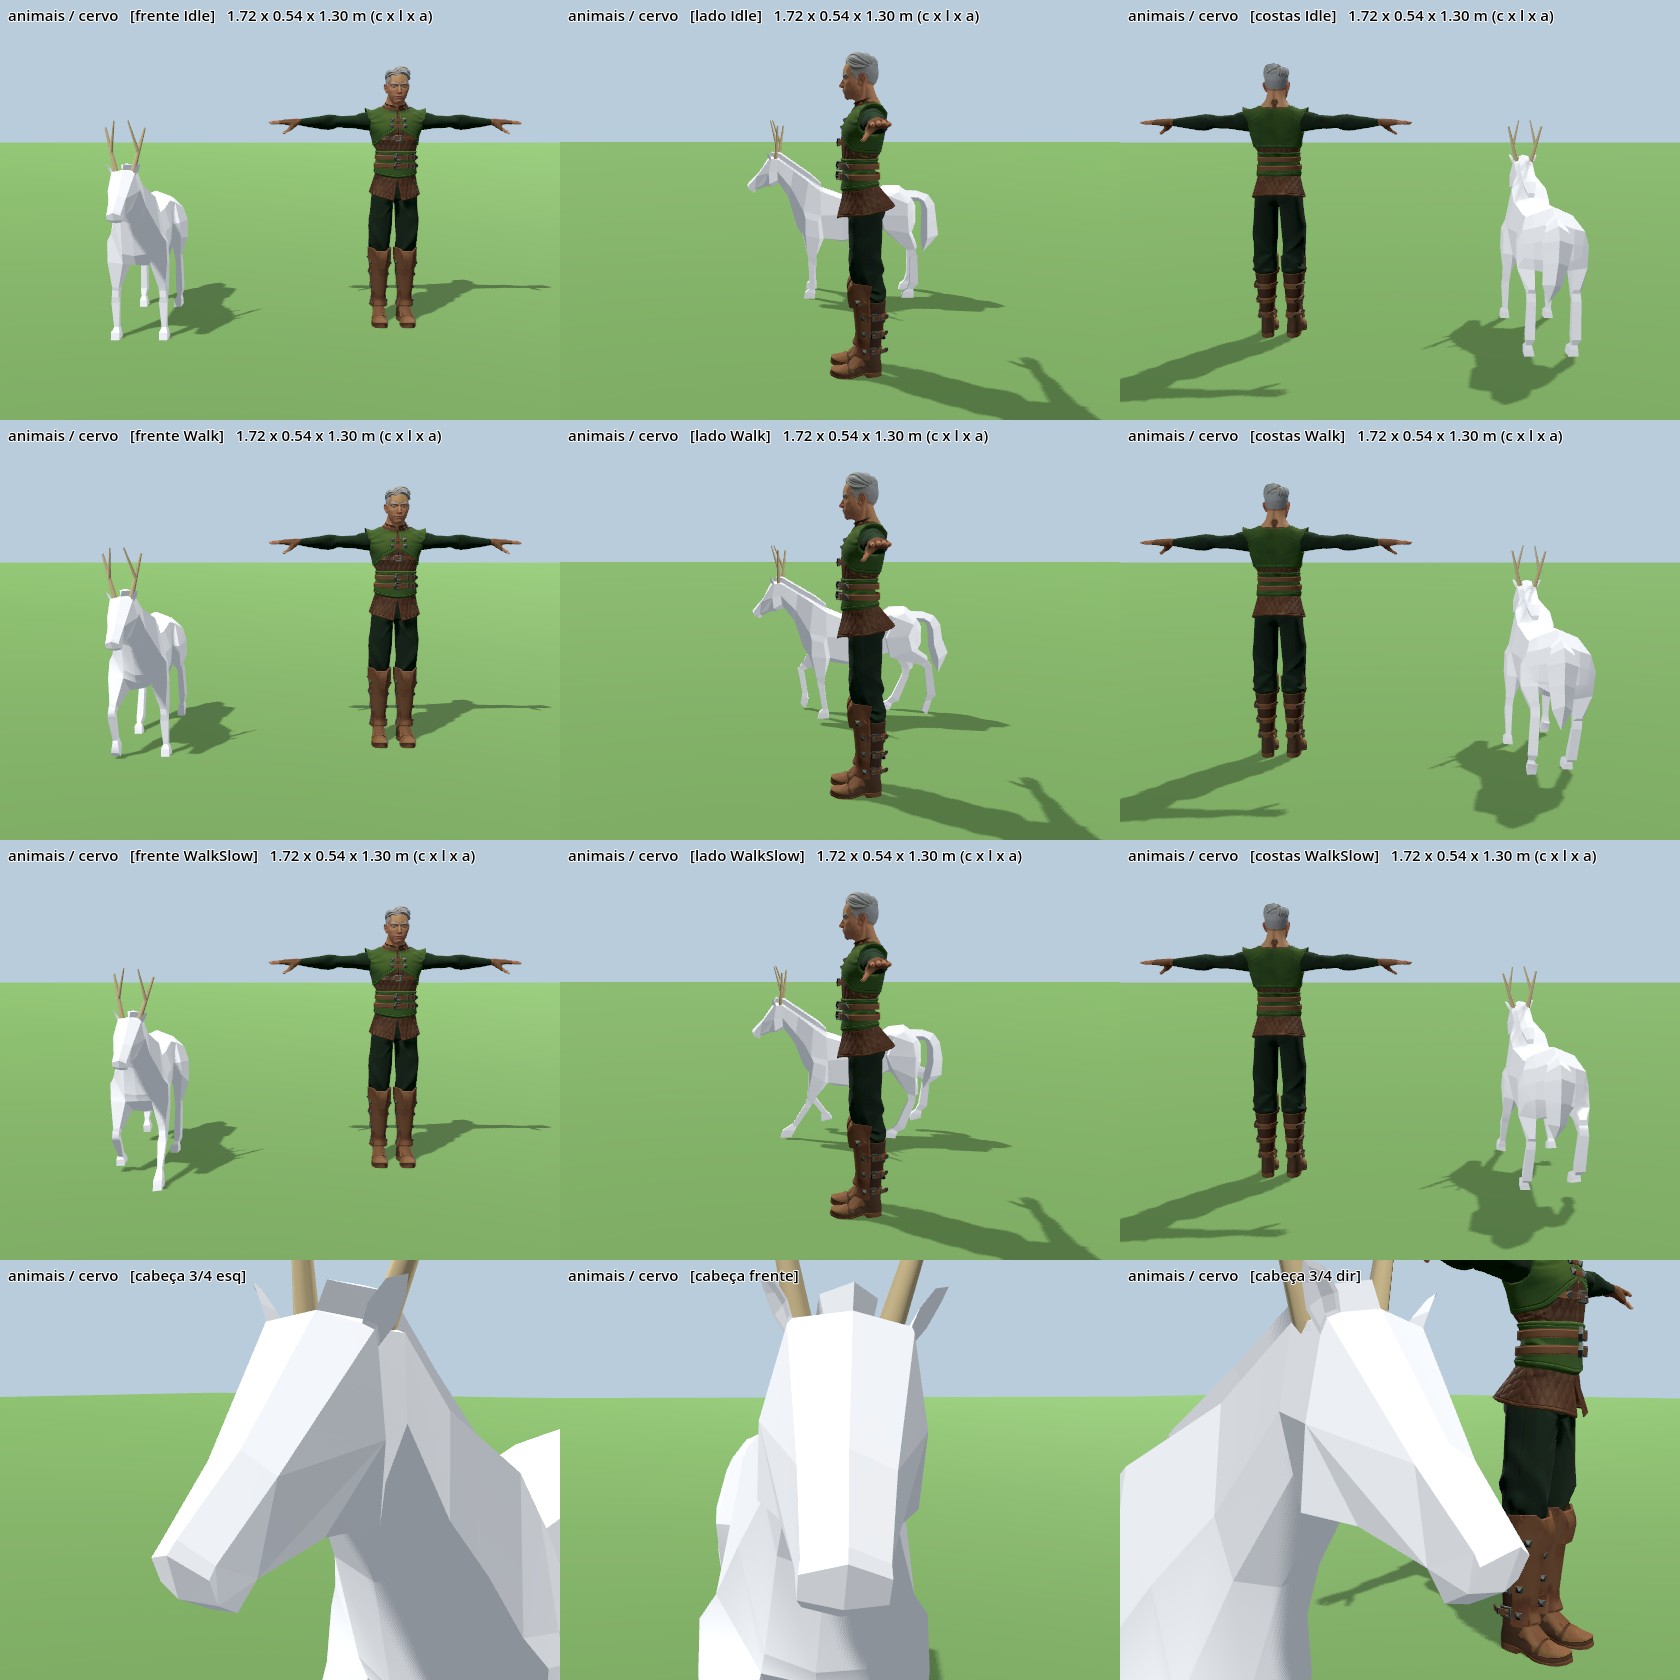 animais / cervo [frente Idle] 1.72 x 0.54 x 1.30 m (c x l x a)
animais / cervo [lado Idle] 1.72 x 0.54 x 1.30 m (c x l x a)
animais / cervo [costas Idle] 1.72 x 0.54 x 1.30 m (c x l x a)
animais / cervo [frente Walk] 1.72 x 0.54 x 1.30 m (c x l x a)
animais / cervo [lado Walk] 1.72 x 0.54 x 1.30 m (c x l x a)
animais / cervo [costas Walk] 1.72 x 0.54 x 1.30 m (c x l x a)
animais / cervo [frente WalkSlow] 1.72 x 0.54 x 1.30 m (c x l x a)
animais / cervo [lado WalkSlow] 1.72 x 0.54 x 1.30 m (c x l x a)
animais / cervo [costas WalkSlow] 1.72 x 0.54 x 1.30 m (c x l x a)
animais / cervo [cabeça 3/4 esq]
animais / cervo [cabeça frente]
animais / cervo [cabeça 3/4 dir]